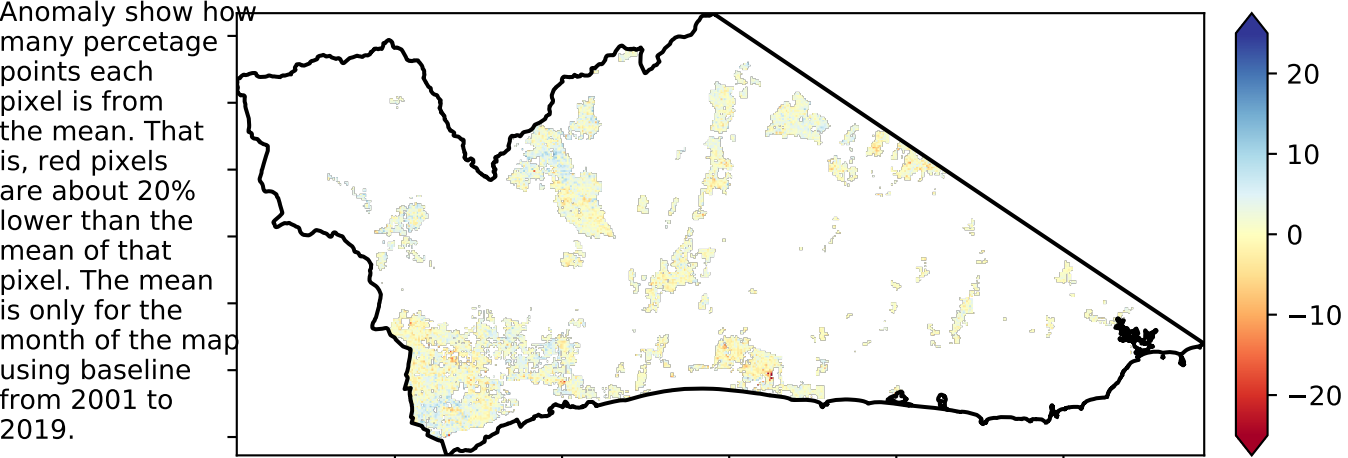 Anomaly show how
many percetage
points each
pixel is from
the mean. That
is, red pixels
are about 20%
lower than the
mean of that
pixel. The mean
is only for the
month of the map
using baseline
from 2001 to
2019.
20
10
0
−10
−20